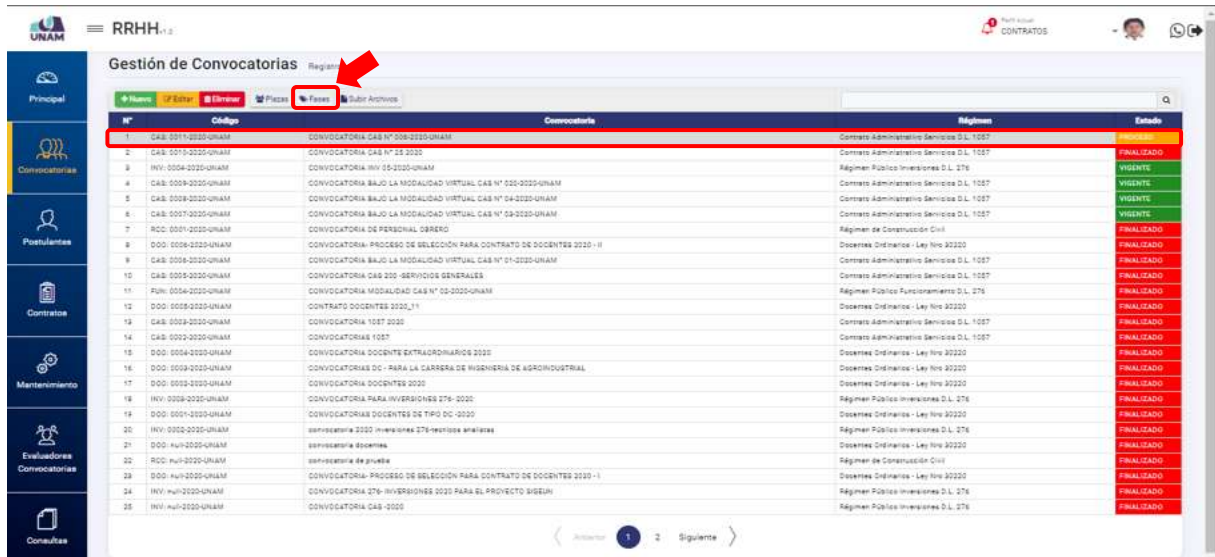 UNAM
RRHH v1.0
Perfil Actual
CONTRATOS
Gestión de Convocatorias
Principal
Convocatorias
Postulantes
Contratos
Mantenimiento
Evaluadores
Convocatorias
Consultas
Nuevo Editar Eliminar Plazas Fases Subir Archivos
N° Código Convocatoria Régimen Estado
1 CAS: 0011-2020-UNAM CONVOCATORIA CAS N° 006-2020-UNAM Contrato Administrativo Servicios D.L. 1057 PROCESO
2 CAS: 0010-2020-UNAM CONVOCATORIA CAS N° 25 2020 Contrato Administrativo Servicios D.L. 1057 FINALIZADO
3 INV: 0004-2020-UNAM CONVOCATORIA INV 05-2020-UNAM Régimen Público Inversiones D.L. 276 VIGENTE
4 CAS: 0009-2020-UNAM CONVOCATORIA BAJO LA MODALIDAD VIRTUAL CAS N° 020-2020-UNAM Contrato Administrativo Servicios D.L. 1057 VIGENTE
5 CAS: 0008-2020-UNAM CONVOCATORIA BAJO LA MODALIDAD VIRTUAL CAS N° 04-2020-UNAM Contrato Administrativo Servicios D.L. 1057 VIGENTE
6 CAS: 0007-2020-UNAM CONVOCATORIA BAJO LA MODALIDAD VIRTUAL CAS N° 03-2020-UNAM Contrato Administrativo Servicios D.L. 1057 VIGENTE
7 RCC: 0001-2020-UNAM CONVOCATORIA DE PERSONAL OBRERO Régimen de Construcción Civil FINALIZADO
8 DOO: 0006-2020-UNAM CONVOCATORIA- PROCESO DE SELECCIÓN PARA CONTRATO DE DOCENTES 2020 - II Docentes Ordinarios - Ley Nro 30220 FINALIZADO
9 CAS: 0006-2020-UNAM CONVOCATORIA BAJO LA MODALIDAD VIRTUAL CAS N° 01-2020-UNAM Contrato Administrativo Servicios D.L. 1057 FINALIZADO
10 CAS: 0005-2020-UNAM CONVOCATORIA CAS 200 -SERVICIOS GENERALES Contrato Administrativo Servicios D.L. 1057 FINALIZADO
11 FUN: 0004-2020-UNAM CONVOCATORIA MODALIDAD CAS N° 02-2020-UNAM Régimen Público Funcionamiento D.L. 276 FINALIZADO
12 DOO: 0005-2020-UNAM CONTRATO DOCENTES 2020_11 Docentes Ordinarios - Ley Nro 30220 FINALIZADO
13 CAS: 0003-2020-UNAM CONVOCATORIA 1057 2020 Contrato Administrativo Servicios D.L. 1057 FINALIZADO
14 CAS: 0002-2020-UNAM CONVOCATORIAS 1057 Contrato Administrativo Servicios D.L. 1057 FINALIZADO
15 DOO: 0004-2020-UNAM CONVOCATORIA DOCENTE EXTRAORDINARIOS 2020 Docentes Ordinarios - Ley Nro 30220 FINALIZADO
16 DOO: 0003-2020-UNAM CONVOCATORIAS DC - PARA LA CARRERA DE INGENIERIA DE AGROINDUSTRIAL Docentes Ordinarios - Ley Nro 30220 FINALIZADO
17 DOO: 0002-2020-UNAM CONVOCATORIA DOCENTES 2020 Docentes Ordinarios - Ley Nro 30220 FINALIZADO
18 INV: 0003-2020-UNAM CONVOCATORIA PARA INVERSIONES 276- 2020 Régimen Público Inversiones D.L. 276 FINALIZADO
19 DOO: 0001-2020-UNAM CONVOCATORIAS DOCENTES DE TIPO DC -2020 Docentes Ordinarios - Ley Nro 30220 FINALIZADO
20 INV: 0002-2020-UNAM convocatoria 2020 inversiones 276-tecnicos analistas Régimen Público Inversiones D.L. 276 FINALIZADO
21 DOO: null-2020-UNAM convocatoria docentes Docentes Ordinarios - Ley Nro 30220 FINALIZADO
22 RCC: null-2020-UNAM convocatoria de prueba Régimen de Construcción Civil FINALIZADO
23 DOO: null-2020-UNAM CONVOCATORIA- PROCESO DE SELECCIÓN PARA CONTRATO DE DOCENTES 2020 - I Docentes Ordinarios - Ley Nro 30220 FINALIZADO
24 INV: null-2020-UNAM CONVOCATORIA 276- INVERSIONES 2020 PARA EL PROYECTO SISEUN Régimen Público Inversiones D.L. 276 FINALIZADO
25 INV: null-2020-UNAM CONVOCATORIA CAS -2020 Régimen Público Inversiones D.L. 276 FINALIZADO
Anterior 1 2 Siguiente